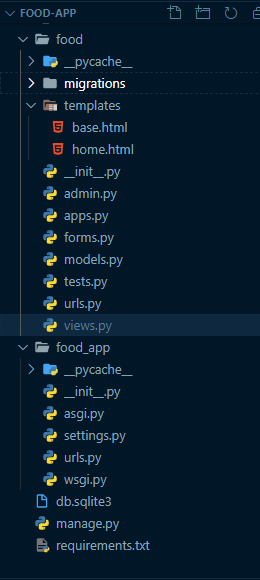 FOOD-APP
food
__pycache__
migrations
templates
base.html
home.html
__init__.py
admin.py
apps.py
forms.py
models.py
tests.py
urls.py
views.py
food_app
__pycache__
__init__.py
asgi.py
settings.py
urls.py
wsgi.py
db.sqlite3
manage.py
requirements.txt